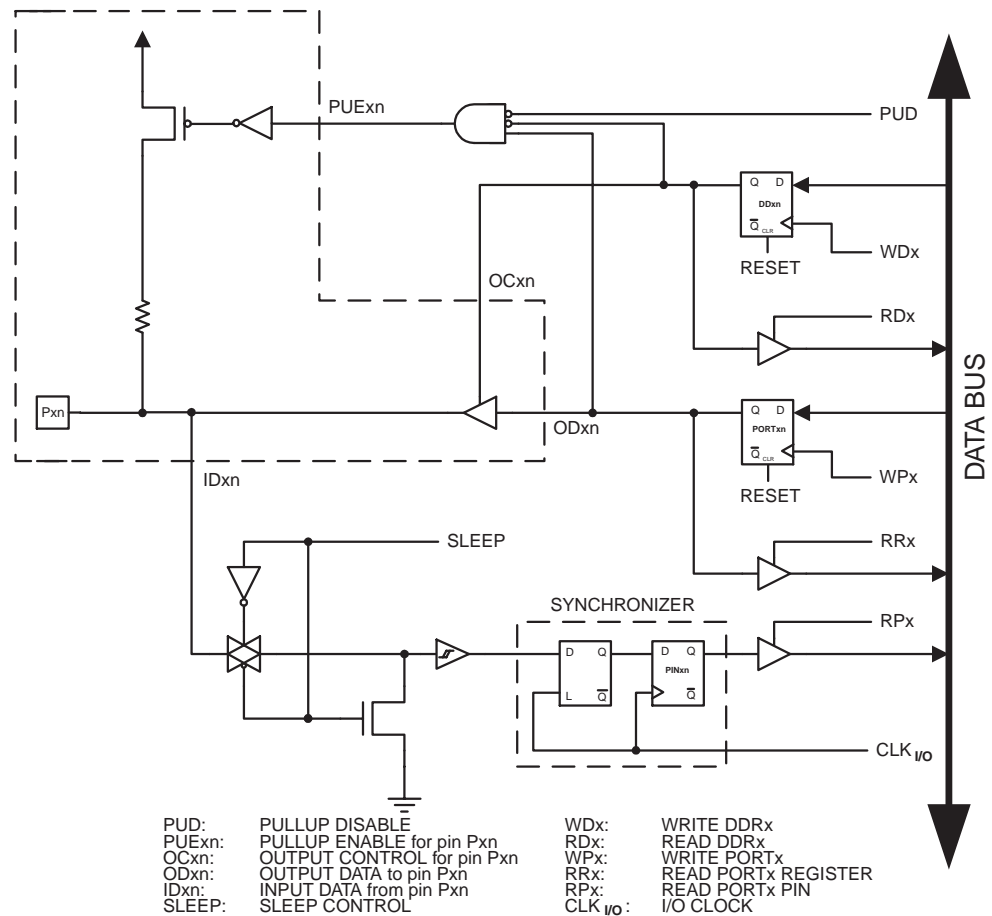 PUExn
PUD
Q D
DDxn
Q CLR
WDx
RESET
OCxn
RDx
Pxn
ODxn
Q D
PORTxn
Q CLR
WPx
RESET
IDxn
SLEEP
RRx
SYNCHRONIZER
RPx
D Q
L Q
D Q
PINxn
Q
CLK I/O
DATA BUS
PUD: PULLUP DISABLE
PUExn: PULLUP ENABLE for pin Pxn
OCxn: OUTPUT CONTROL for pin Pxn
ODxn: OUTPUT DATA to pin Pxn
IDxn: INPUT DATA from pin Pxn
SLEEP: SLEEP CONTROL
WDx: WRITE DDRx
RDx: READ DDRx
WPx: WRITE PORTx
RRx: READ PORTx REGISTER
RPx: READ PORTx PIN
CLK I/O: I/O CLOCK